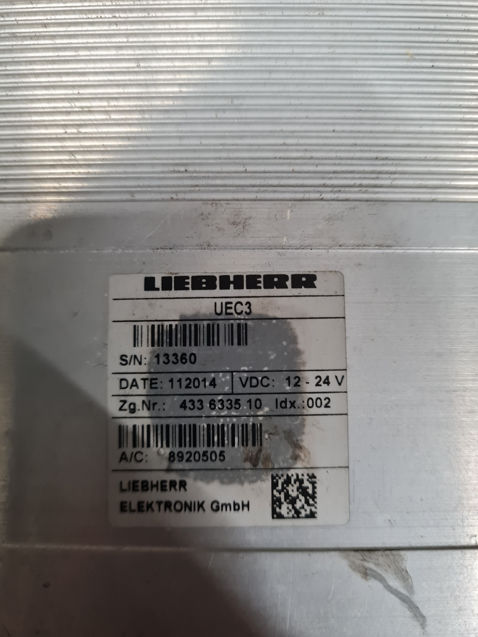 LIEBHERR
UEC3
S/N: 13360
DATE: 112014 VDC: 12 - 24 V
Zg.Nr.: 433 6335 10 Idx.:002
A/C: 8920505
LIEBHERR
ELEKTRONIK GmbH